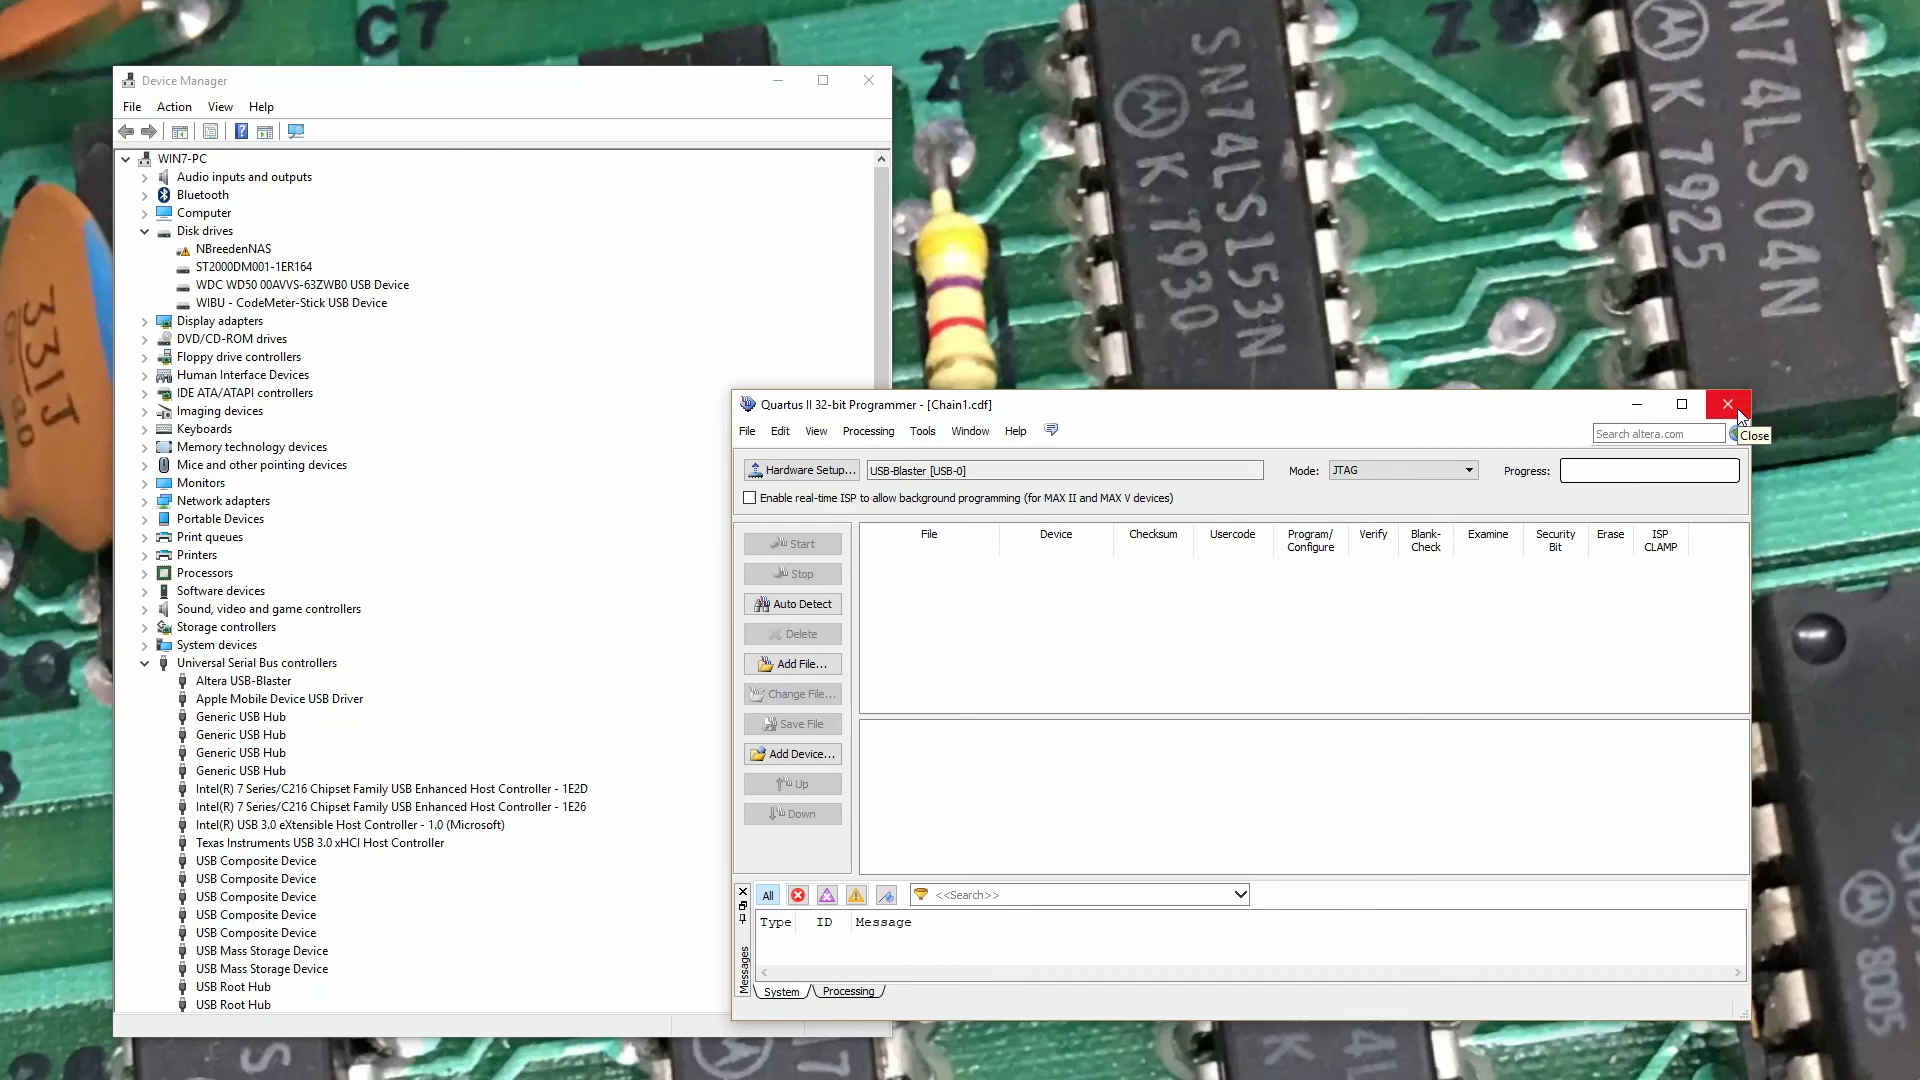 C7
Z8
Z9
SN74LS153N
K 7930
N74LS04N
K 7925
331J
8005
Device Manager
File Action View Help
WIN7-PC
Audio inputs and outputs
Bluetooth
Computer
Disk drives
NBreedenNAS
ST2000DM001-1ER164
WDC WD50 00AVVS-63ZWB0 USB Device
WIBU - CodeMeter-Stick USB Device
Display adapters
DVD/CD-ROM drives
Floppy drive controllers
Human Interface Devices
IDE ATA/ATAPI controllers
Imaging devices
Keyboards
Memory technology devices
Mice and other pointing devices
Monitors
Network adapters
Portable Devices
Print queues
Printers
Processors
Software devices
Sound, video and game controllers
Storage controllers
System devices
Universal Serial Bus controllers
Altera USB-Blaster
Apple Mobile Device USB Driver
Generic USB Hub
Generic USB Hub
Generic USB Hub
Generic USB Hub
Intel(R) 7 Series/C216 Chipset Family USB Enhanced Host Controller - 1E2D
Intel(R) 7 Series/C216 Chipset Family USB Enhanced Host Controller - 1E26
Intel(R) USB 3.0 eXtensible Host Controller - 1.0 (Microsoft)
Texas Instruments USB 3.0 xHCI Host Controller
USB Composite Device
USB Composite Device
USB Composite Device
USB Composite Device
USB Composite Device
USB Mass Storage Device
USB Mass Storage Device
USB Root Hub
USB Root Hub
Quartus II 32-bit Programmer - [Chain1.cdf]
File Edit View Processing Tools Window Help
Search altera.com
Close
Hardware Setup... USB-Blaster [USB-0] Mode: JTAG Progress:
Enable real-time ISP to allow background programming (for MAX II and MAX V devices)
Start
Stop
Auto Detect
Delete
Add File...
Change File...
Save File
Add Device...
Up
Down
File Device Checksum Usercode Program/ Verify Blank- Examine Security Erase ISP
Configure Check Bit CLAMP
All <<Search>>
Type ID Message
Messages
System Processing